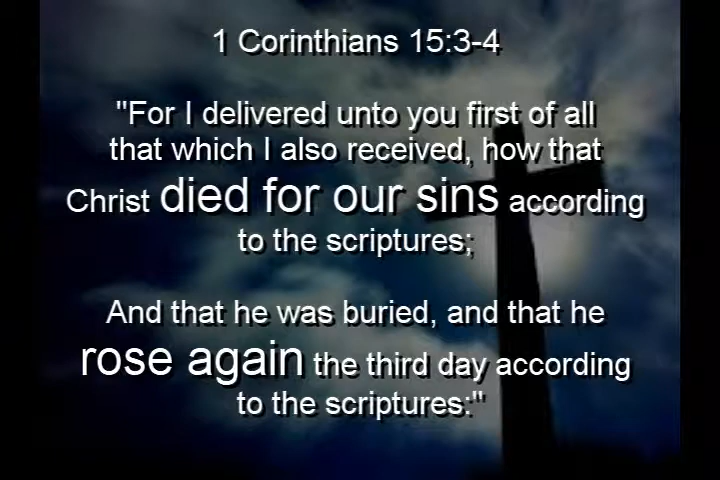 1 Corinthians 15:3-4
"For I delivered unto you first of all
that which I also received, how that
Christ died for our sins according
to the scriptures;
And that he was buried, and that he
rose again the third day according
to the scriptures:"